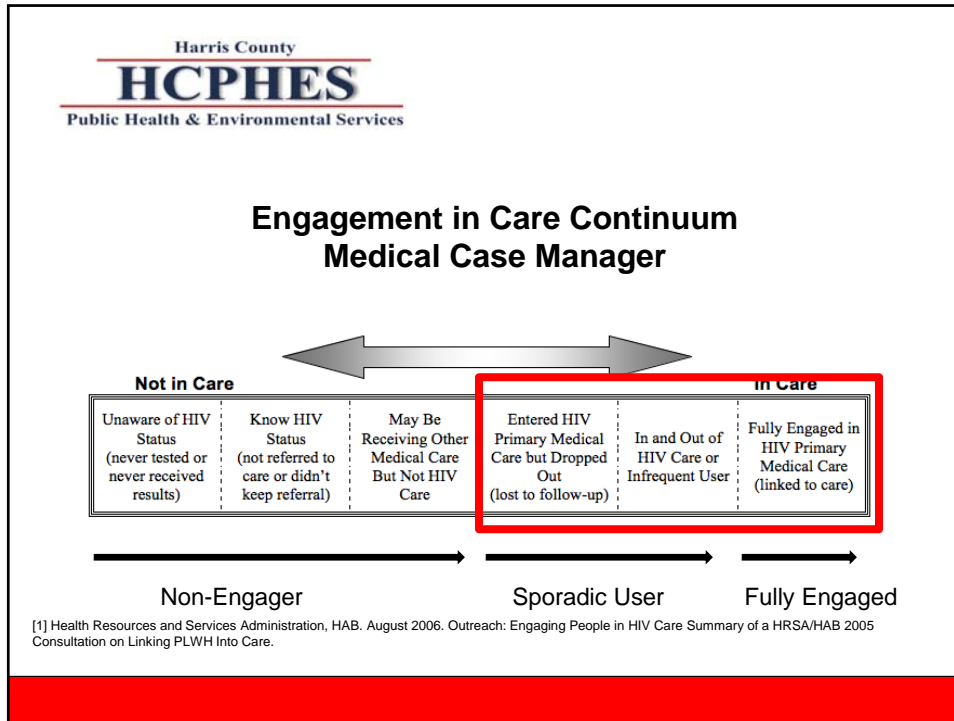 Harris County
HCPHES
Public Health & Environmental Services
Engagement in Care Continuum
Medical Case Manager
Not in Care
In Care
Unaware of HIV
Status
(never tested or
never received
results)
Know HIV
Status
(not referred to
care or didn't
keep referral)
May Be
Receiving Other
Medical Care
But Not HIV
Care
Entered HIV
Primary Medical
Care but Dropped
Out
(lost to follow-up)
In and Out of
HIV Care or
Infrequent User
Fully Engaged in
HIV Primary
Medical Care
(linked to care)
Non-Engager
Sporadic User
Fully Engaged
[1] Health Resources and Services Administration, HAB. August 2006. Outreach: Engaging People in HIV Care Summary of a HRSA/HAB 2005
Consultation on Linking PLWH Into Care.